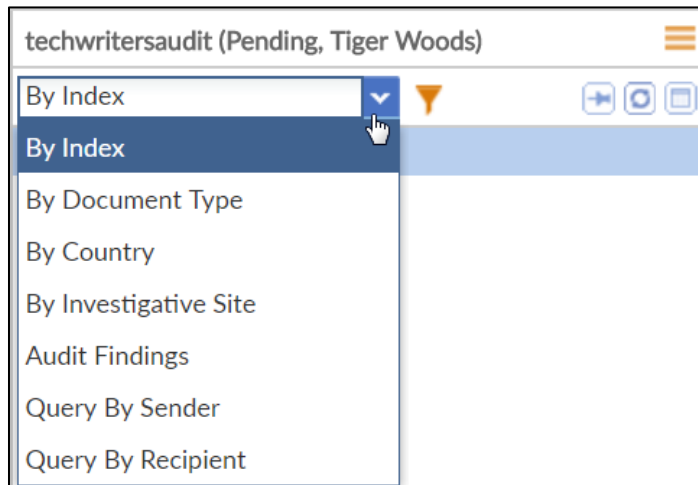 techwritersaudit (Pending, Tiger Woods)
By Index
By Index
By Document Type
By Country
By Investigative Site
Audit Findings
Query By Sender
Query By Recipient